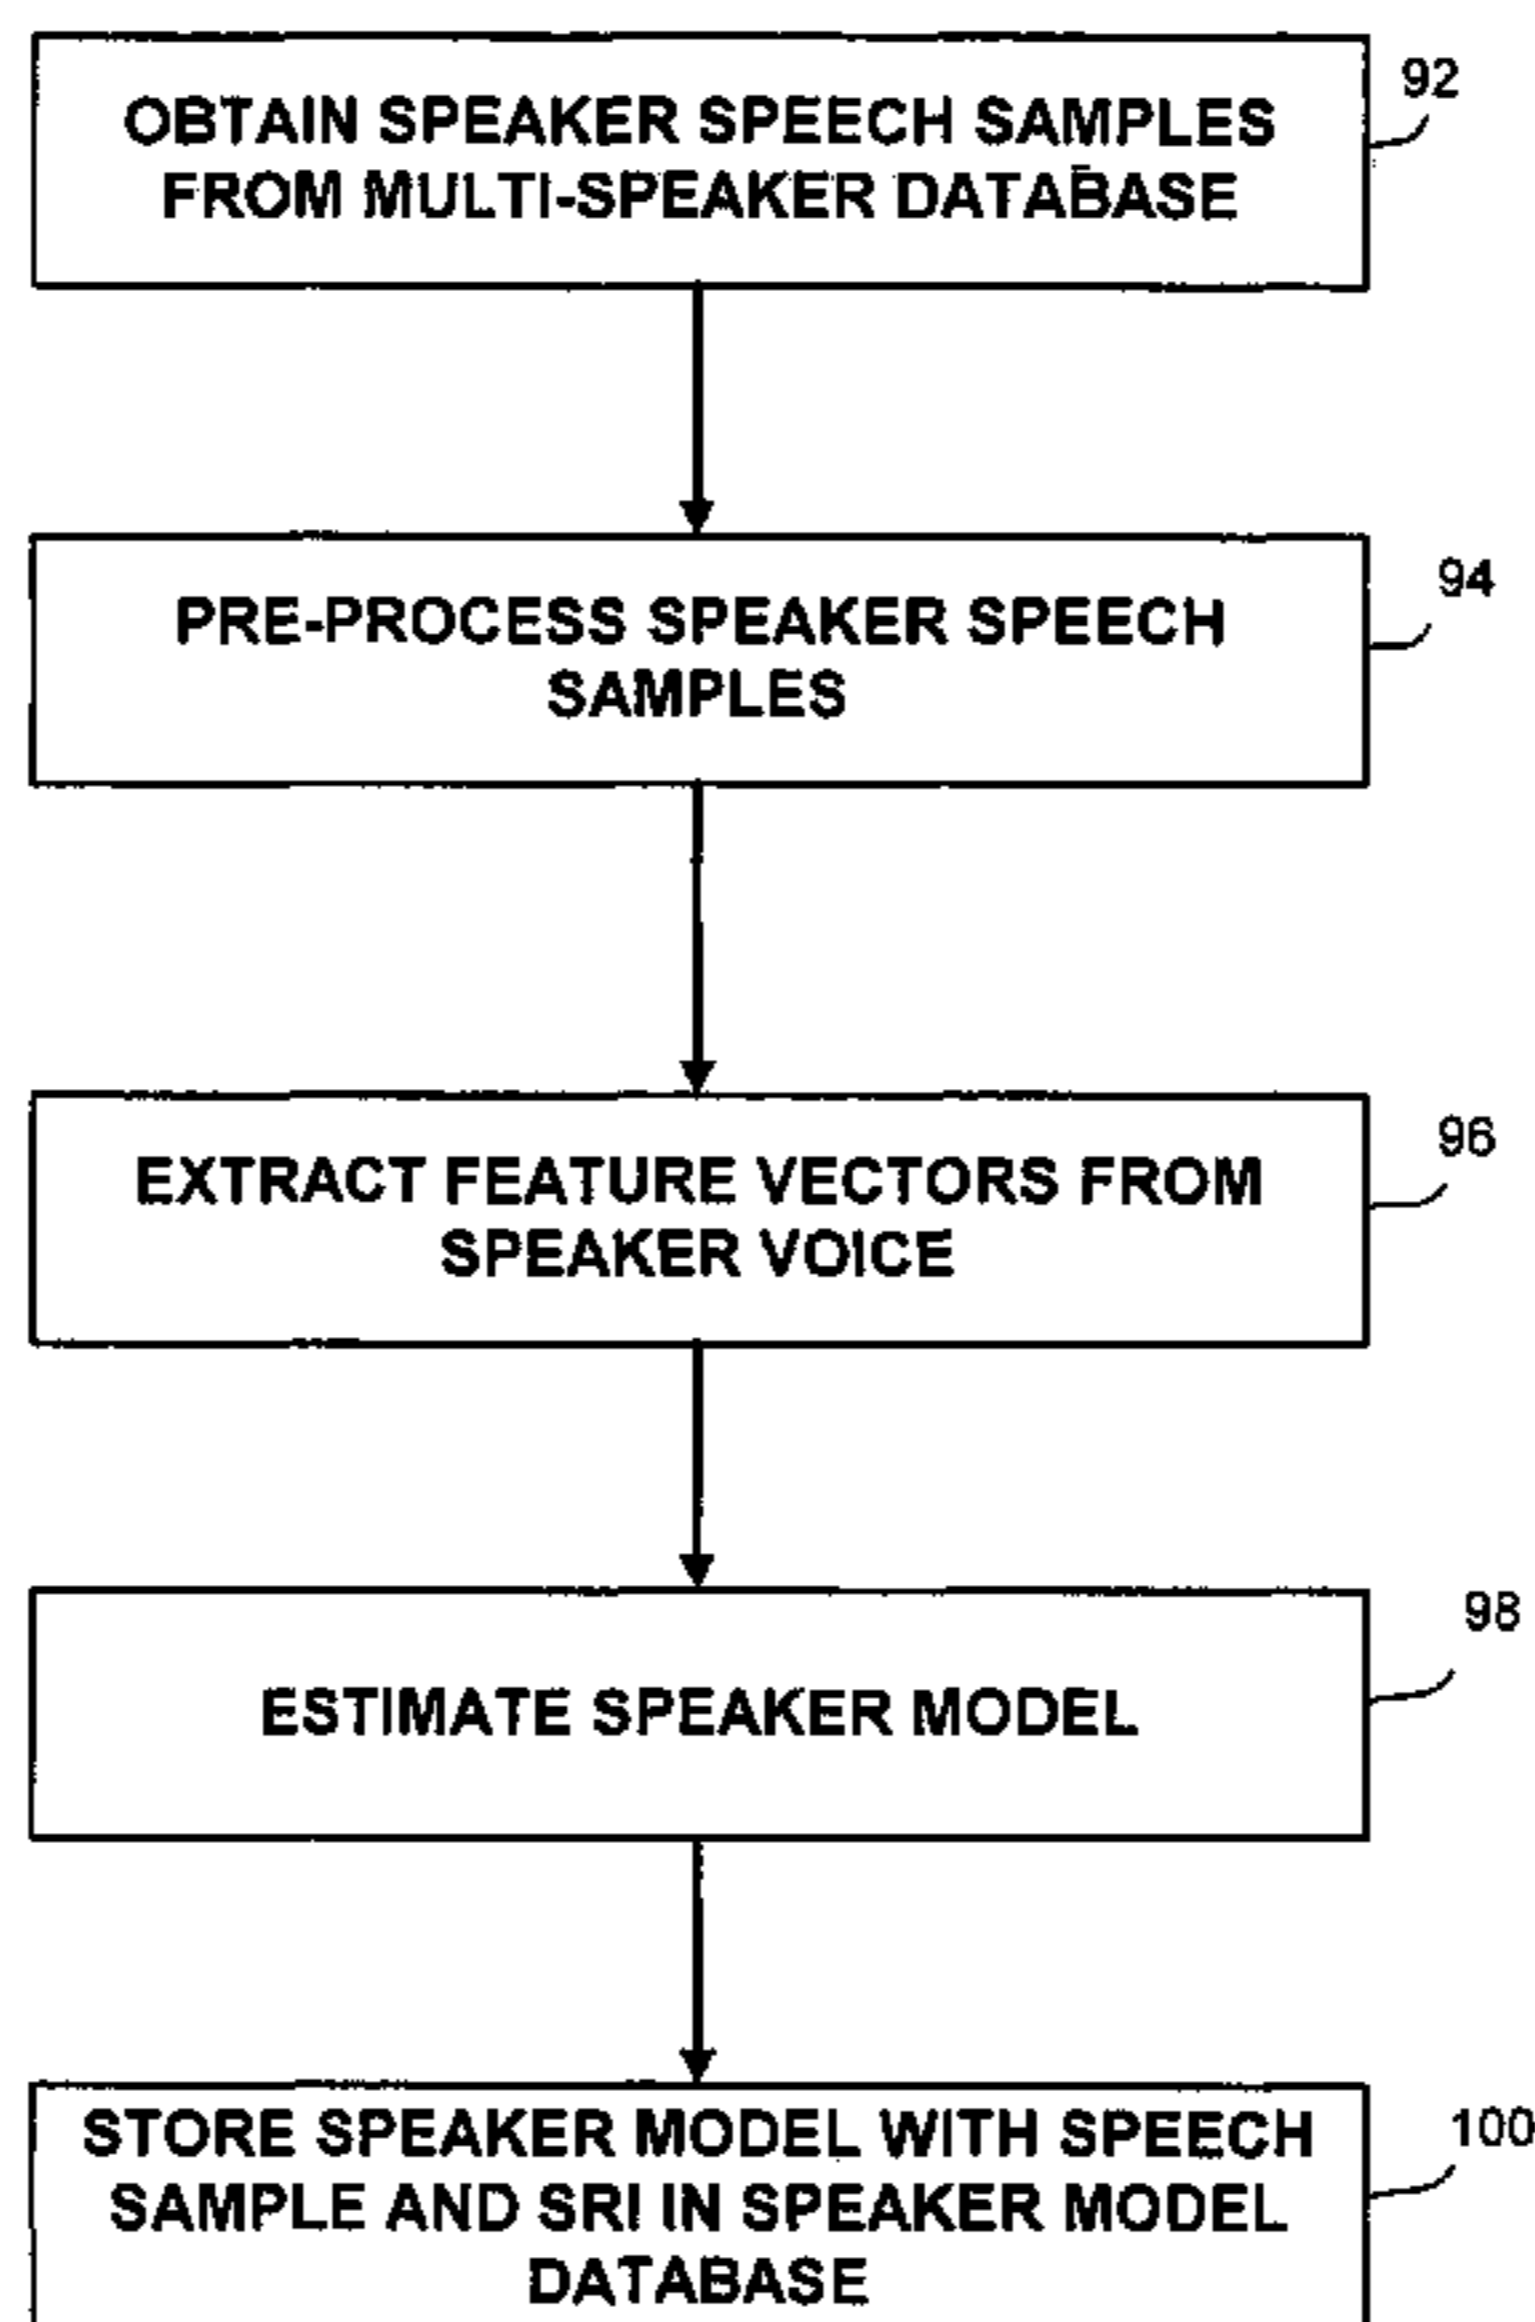 92
OBTAIN SPEAKER SPEECH SAMPLES
FROM MULTI-SPEAKER DATABASE
94
PRE-PROCESS SPEAKER SPEECH
SAMPLES
96
EXTRACT FEATURE VECTORS FROM
SPEAKER VOICE
98
ESTIMATE SPEAKER MODEL
100
STORE SPEAKER MODEL WITH SPEECH
SAMPLE AND SRI IN SPEAKER MODEL
DATABASE